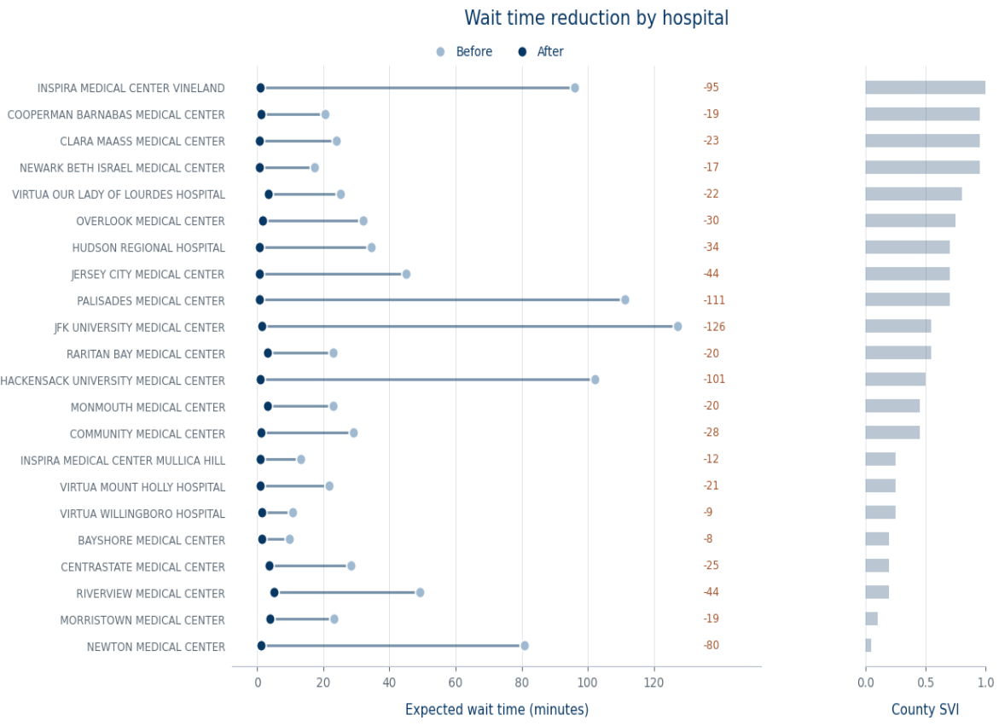 Wait time reduction by hospital
Before After
INSPIRA MEDICAL CENTER VINELAND -95
COOPERMAN BARNABAS MEDICAL CENTER -19
CLARA MAASS MEDICAL CENTER -23
NEWARK BETH ISRAEL MEDICAL CENTER -17
VIRTUA OUR LADY OF LOURDES HOSPITAL -22
OVERLOOK MEDICAL CENTER -30
HUDSON REGIONAL HOSPITAL -34
JERSEY CITY MEDICAL CENTER -44
PALISADES MEDICAL CENTER -111
JFK UNIVERSITY MEDICAL CENTER -126
RARITAN BAY MEDICAL CENTER -20
HACKENSACK UNIVERSITY MEDICAL CENTER -101
MONMOUTH MEDICAL CENTER -20
COMMUNITY MEDICAL CENTER -28
INSPIRA MEDICAL CENTER MULLICA HILL -12
VIRTUA MOUNT HOLLY HOSPITAL -21
VIRTUA WILLINGBORO HOSPITAL -9
BAYSHORE MEDICAL CENTER -8
CENTRASTATE MEDICAL CENTER -25
RIVERVIEW MEDICAL CENTER -44
MORRISTOWN MEDICAL CENTER -19
NEWTON MEDICAL CENTER -80
0 20 40 60 80 100 120 0.0 0.5 1.0
Expected wait time (minutes) County SVI